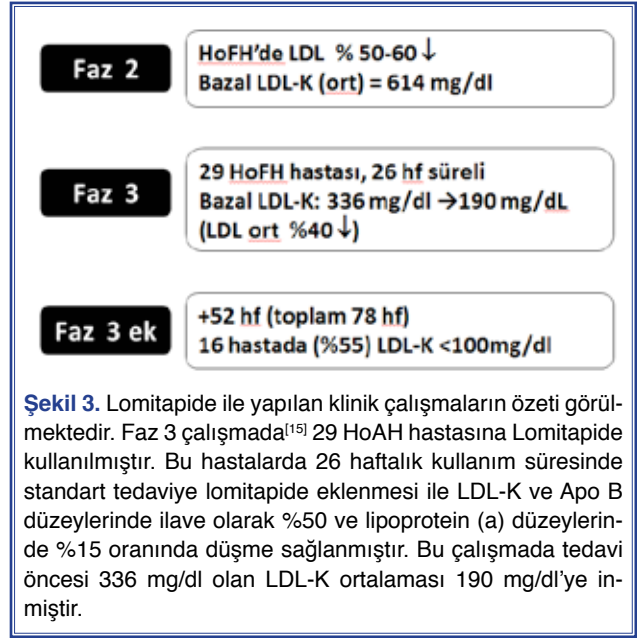 Faz 2
HoFH'de LDL % 50-60 ↓
Bazal LDL-K (ort) = 614 mg/dl
Faz 3
29 HoFH hastası, 26 hf süreli
Bazal LDL-K: 336 mg/dl →190 mg/dL
(LDL ort %40 ↓)
Faz 3 ek
+52 hf (toplam 78 hf)
16 hastada (%55) LDL-K <100mg/dl
Şekil 3. Lomitapide ile yapılan klinik çalışmaların özeti görül-
mektedir. Faz 3 çalışmada[15] 29 HoAH hastasına Lomitapide
kullanılmıştır. Bu hastalarda 26 haftalık kullanım süresinde
standart tedaviye lomitapide eklenmesi ile LDL-K ve Apo B
düzeylerinde ilave olarak %50 ve lipoprotein (a) düzeylerin-
de %15 oranında düşme sağlanmıştır. Bu çalışmada tedavi
öncesi 336 mg/dl olan LDL-K ortalaması 190 mg/dl'ye in-
miştir.